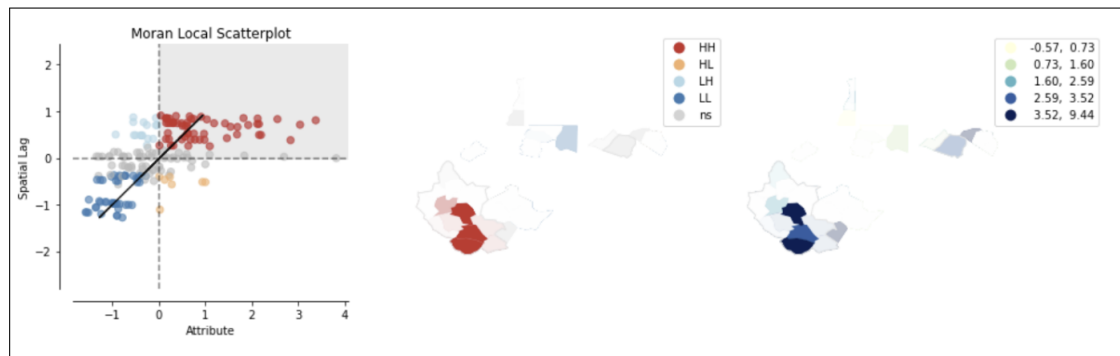 Moran Local Scatterplot
2
1
0
−1
−2
Spatial Lag
−1 0 1 2 3 4
Attribute
HH
HL
LH
LL
ns
-0.57, 0.73
0.73, 1.60
1.60, 2.59
2.59, 3.52
3.52, 9.44